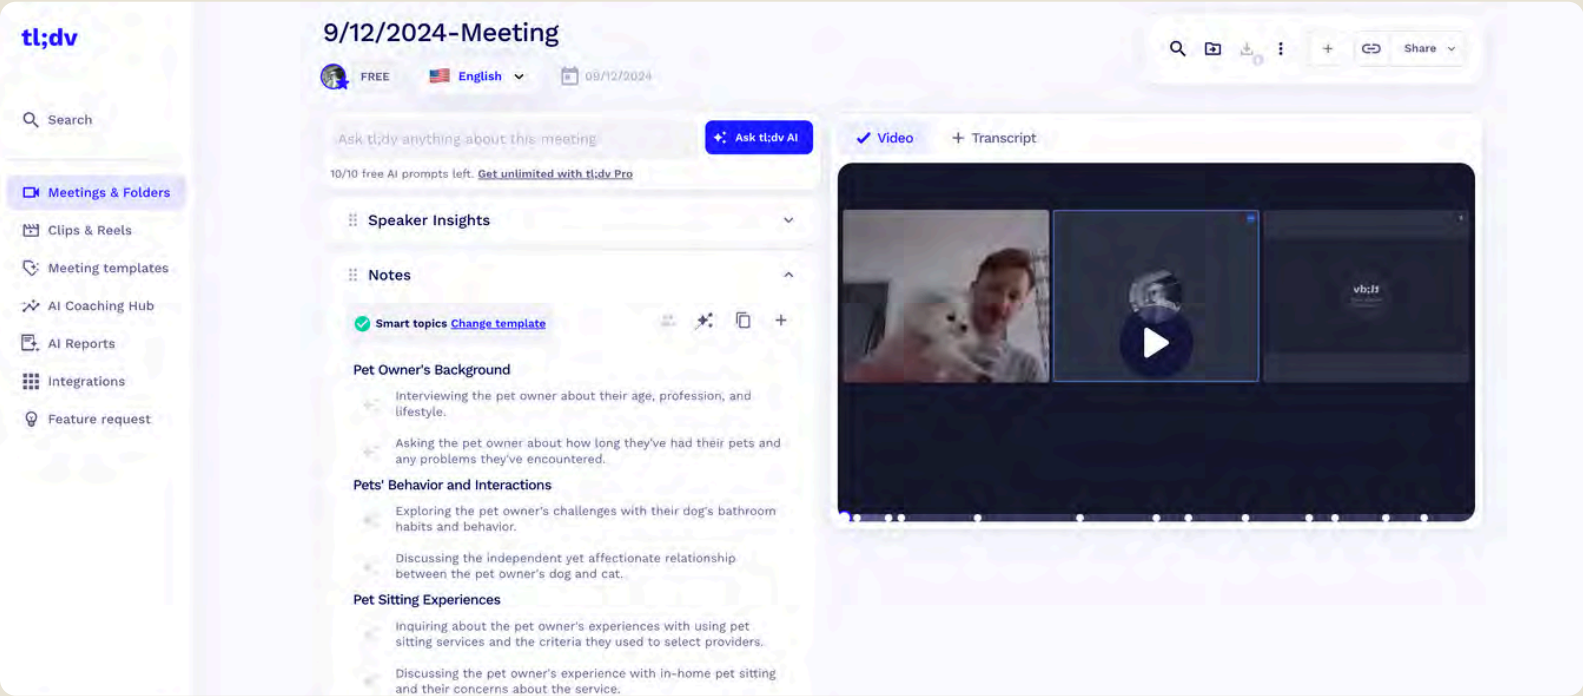 tl;dv
Search
Meetings & Folders
Clips & Reels
Meeting templates
AI Coaching Hub
AI Reports
Integrations
Feature request
9/12/2024-Meeting
FREE
English
09/12/2024
Share
Ask tl;dv anything about this meeting
Ask tl;dv AI
10/10 free AI prompts left. Get unlimited with tl;dv Pro
Speaker Insights
Notes
Smart topics Change template
Pet Owner's Background
Interviewing the pet owner about their age, profession, and
lifestyle.
Asking the pet owner about how long they've had their pets and
any problems they've encountered.
Pets' Behavior and Interactions
Exploring the pet owner's challenges with their dog's bathroom
habits and behavior.
Discussing the independent yet affectionate relationship
between the pet owner's dog and cat.
Pet Sitting Experiences
Inquiring about the pet owner's experiences with using pet
sitting services and the criteria they used to select providers.
Discussing the pet owner's experience with in-home pet sitting
and their concerns about the service.
Video
Transcript